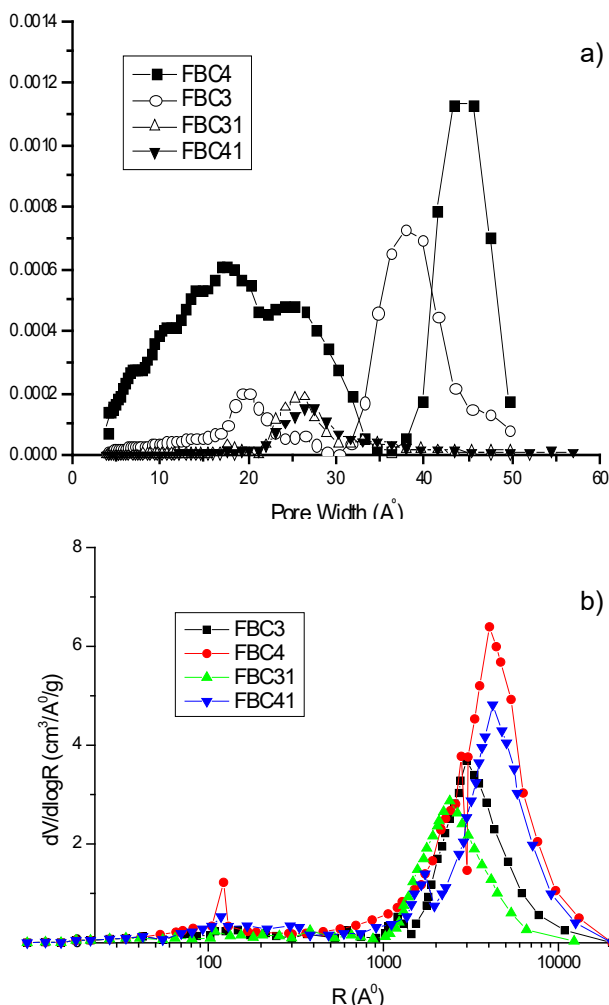 0.0014
a)
0.0012
0.0010
0.0008
0.0006
0.0004
0.0002
0.0000
FBC4
FBC3
FBC31
FBC41
0 10 20 30 40 50 60
Pore Width (A°)
b)
8
6
4
2
FBC3
FBC4
FBC31
FBC41
dV/dlogR (cm³/A⁰/g)
100 1000 10000
R (A⁰)